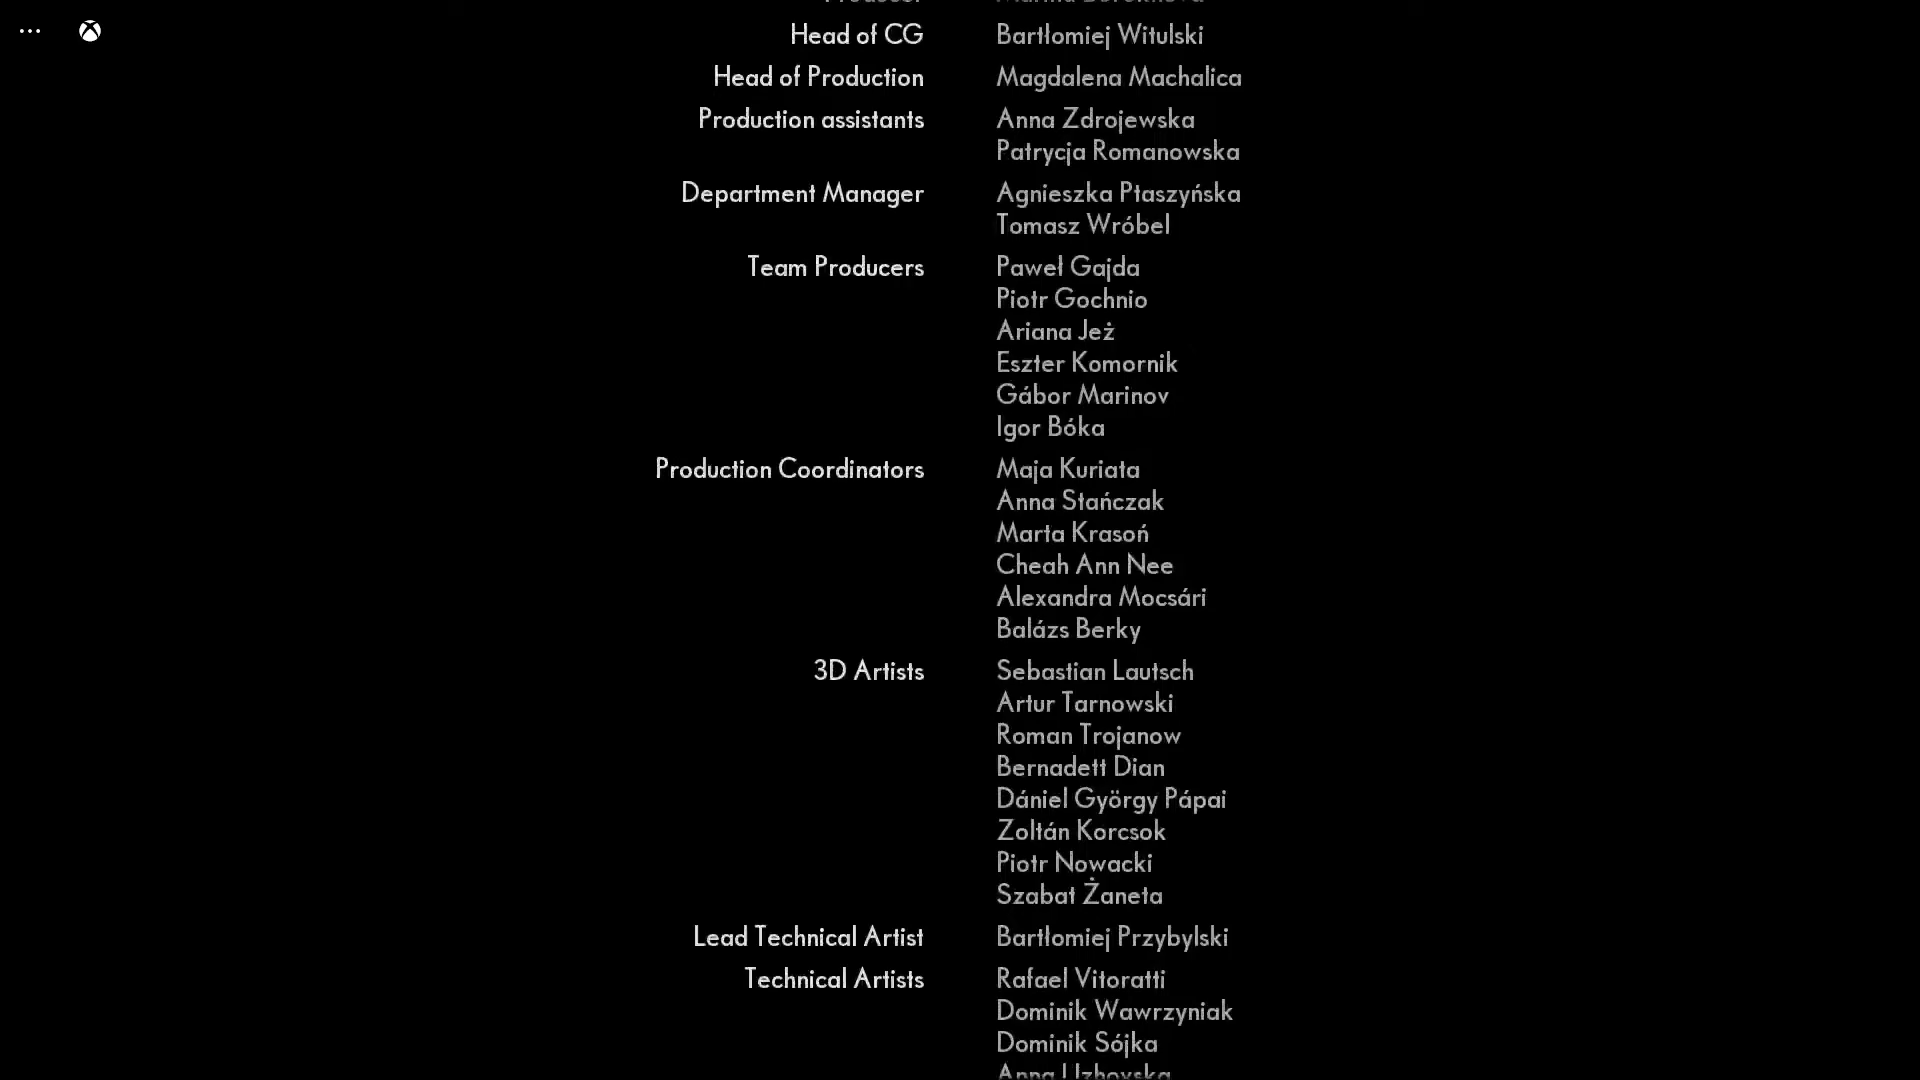 Head of CG Bartłomiej Witulski
Head of Production Magdalena Machalica
Production assistants Anna Zdrojewska
Patrycja Romanowska
Department Manager Agnieszka Ptaszyńska
Tomasz Wróbel
Team Producers Paweł Gajda
Piotr Gochnio
Ariana Jeż
Eszter Komornik
Gábor Marinov
Igor Bóka
Production Coordinators Maja Kuriata
Anna Stańczak
Marta Krasoń
Cheah Ann Nee
Alexandra Mocsári
Balázs Berky
3D Artists Sebastian Lautsch
Artur Tarnowski
Roman Trojanow
Bernadett Dian
Dániel György Pápai
Zoltán Korcsok
Piotr Nowacki
Szabat Żaneta
Lead Technical Artist Bartłomiej Przybylski
Technical Artists Rafael Vitoratti
Dominik Wawrzyniak
Dominik Sójka
Anna Uzhovska